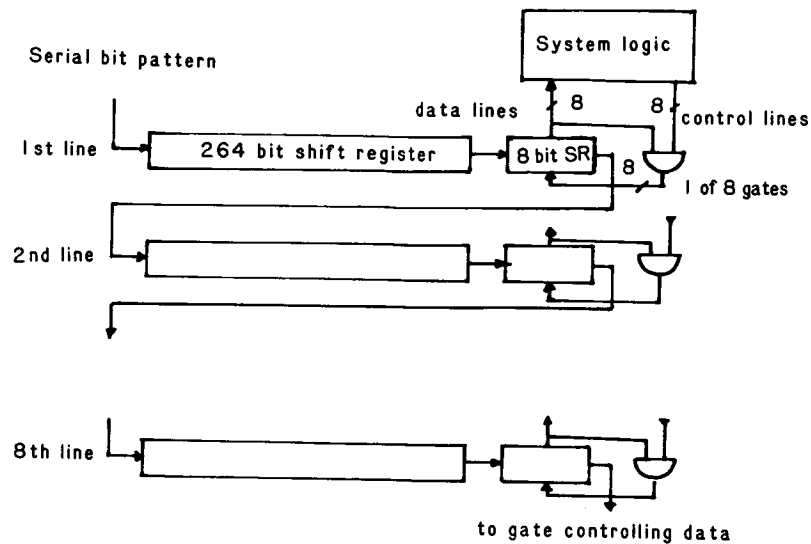 System logic
Serial bit pattern
data lines 8 8 control lines
1st line 264 bit shift register 8 bit SR 8
1 of 8 gates
2nd line
8th line
to gate controlling data